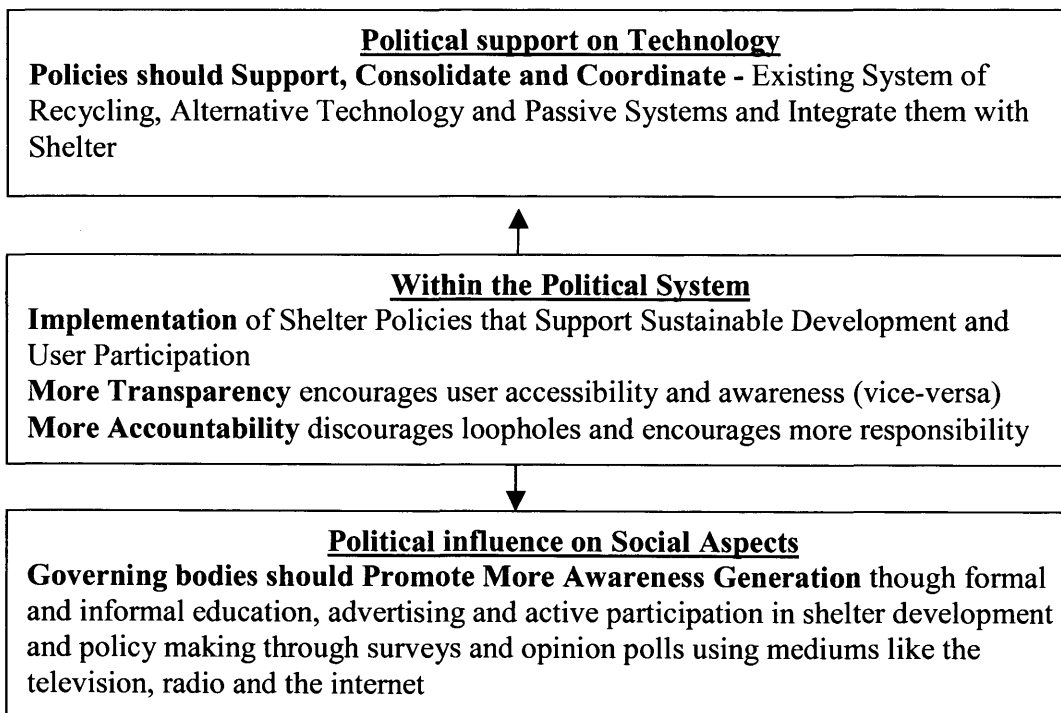 Political support on Technology
Policies should Support, Consolidate and Coordinate - Existing System of
Recycling, Alternative Technology and Passive Systems and Integrate them with
Shelter
Within the Political System
Implementation of Shelter Policies that Support Sustainable Development and
User Participation
More Transparency encourages user accessibility and awareness (vice-versa)
More Accountability discourages loopholes and encourages more responsibility
Political influence on Social Aspects
Governing bodies should Promote More Awareness Generation though formal
and informal education, advertising and active participation in shelter development
and policy making through surveys and opinion polls using mediums like the
television, radio and the internet